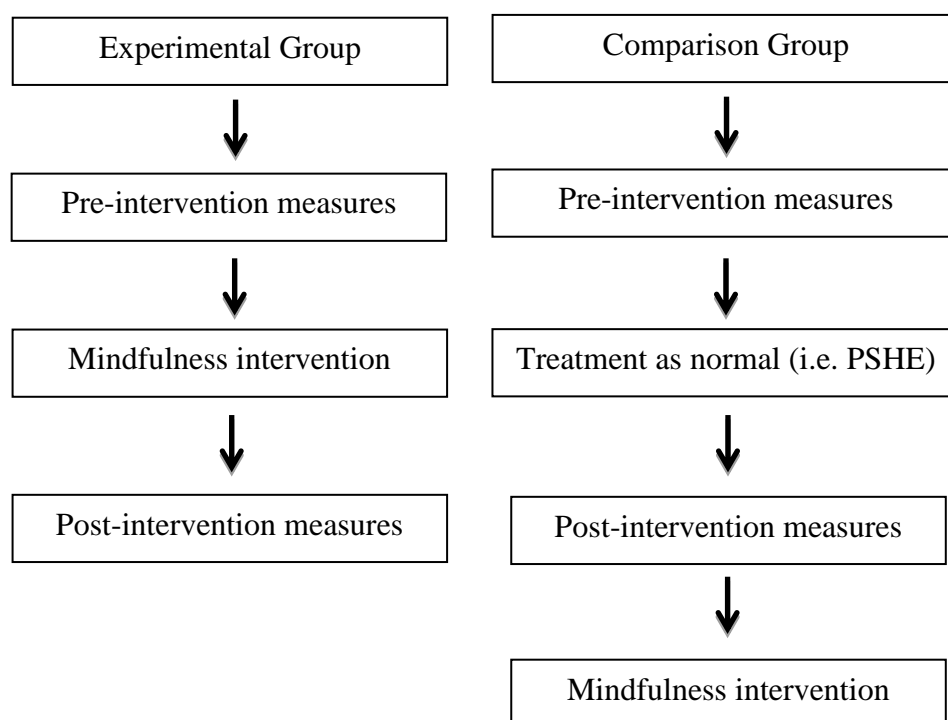 Experimental Group
Comparison Group
Pre-intervention measures
Pre-intervention measures
Mindfulness intervention
Treatment as normal (i.e. PSHE)
Post-intervention measures
Post-intervention measures
Mindfulness intervention